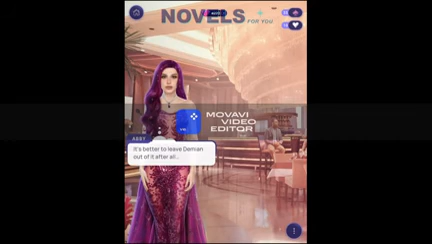 NOVELS
FOR YOU
MOVAVI
VIDEO
EDITOR
ABBY
It's better to leave Demian
out of it after all...